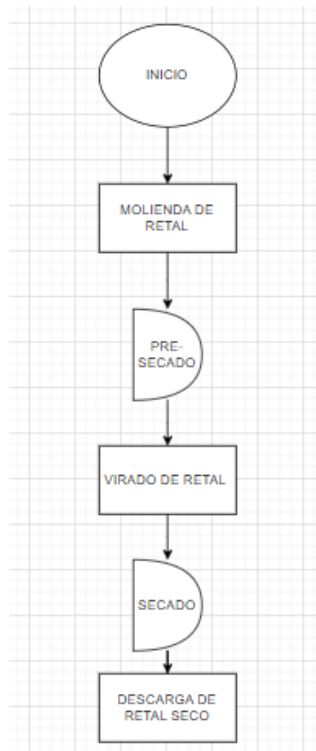 INICIO
MOLIENDA DE
RETAL
PRE-
SECADO
VIRADO DE RETAL
SECADO
DESCARGA DE
RETAL SECO